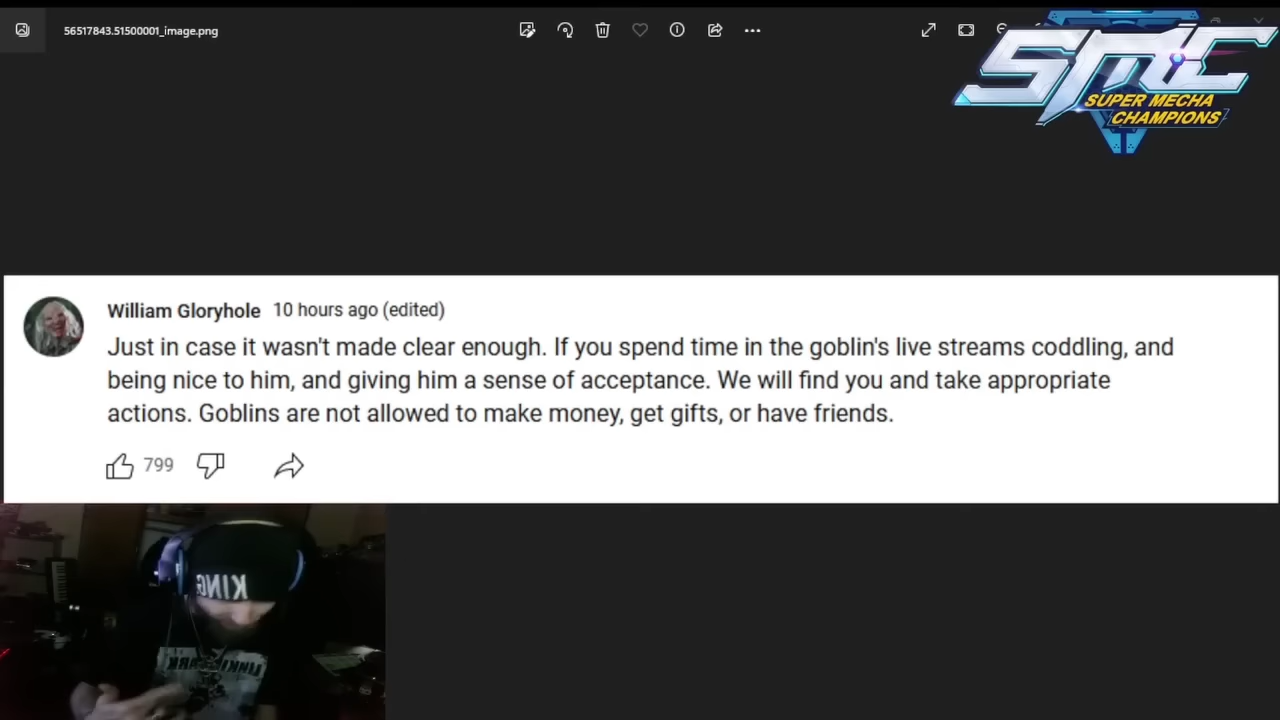 56517843.51500001_image.png
SMC
SUPER MECHA
CHAMPIONS
William Gloryhole 10 hours ago (edited)
Just in case it wasn't made clear enough. If you spend time in the goblin's live streams coddling, and
being nice to him, and giving him a sense of acceptance. We will find you and take appropriate
actions. Goblins are not allowed to make money, get gifts, or have friends.
799
KING
LINKIN PARK